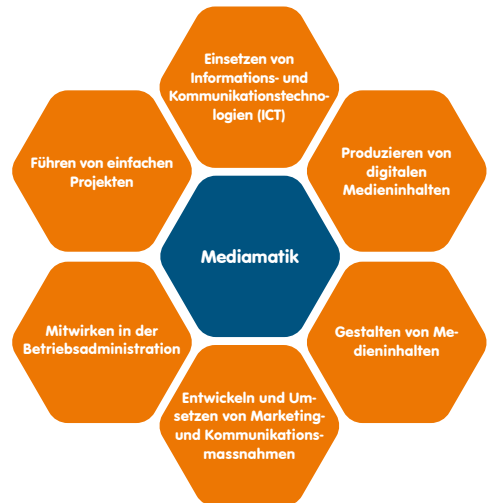 Einsetzen von
Informations- und
Kommunikationstechno-
logien (ICT)
Führen von einfachen
Projekten
Produzieren von
digitalen
Medieninhalten
Mediamatik
Mitwirken in der
Betriebsadministration
Gestalten von Me-
dieninhalten
Entwickeln und Um-
setzen von Marketing-
und Kommunikations-
massnahmen